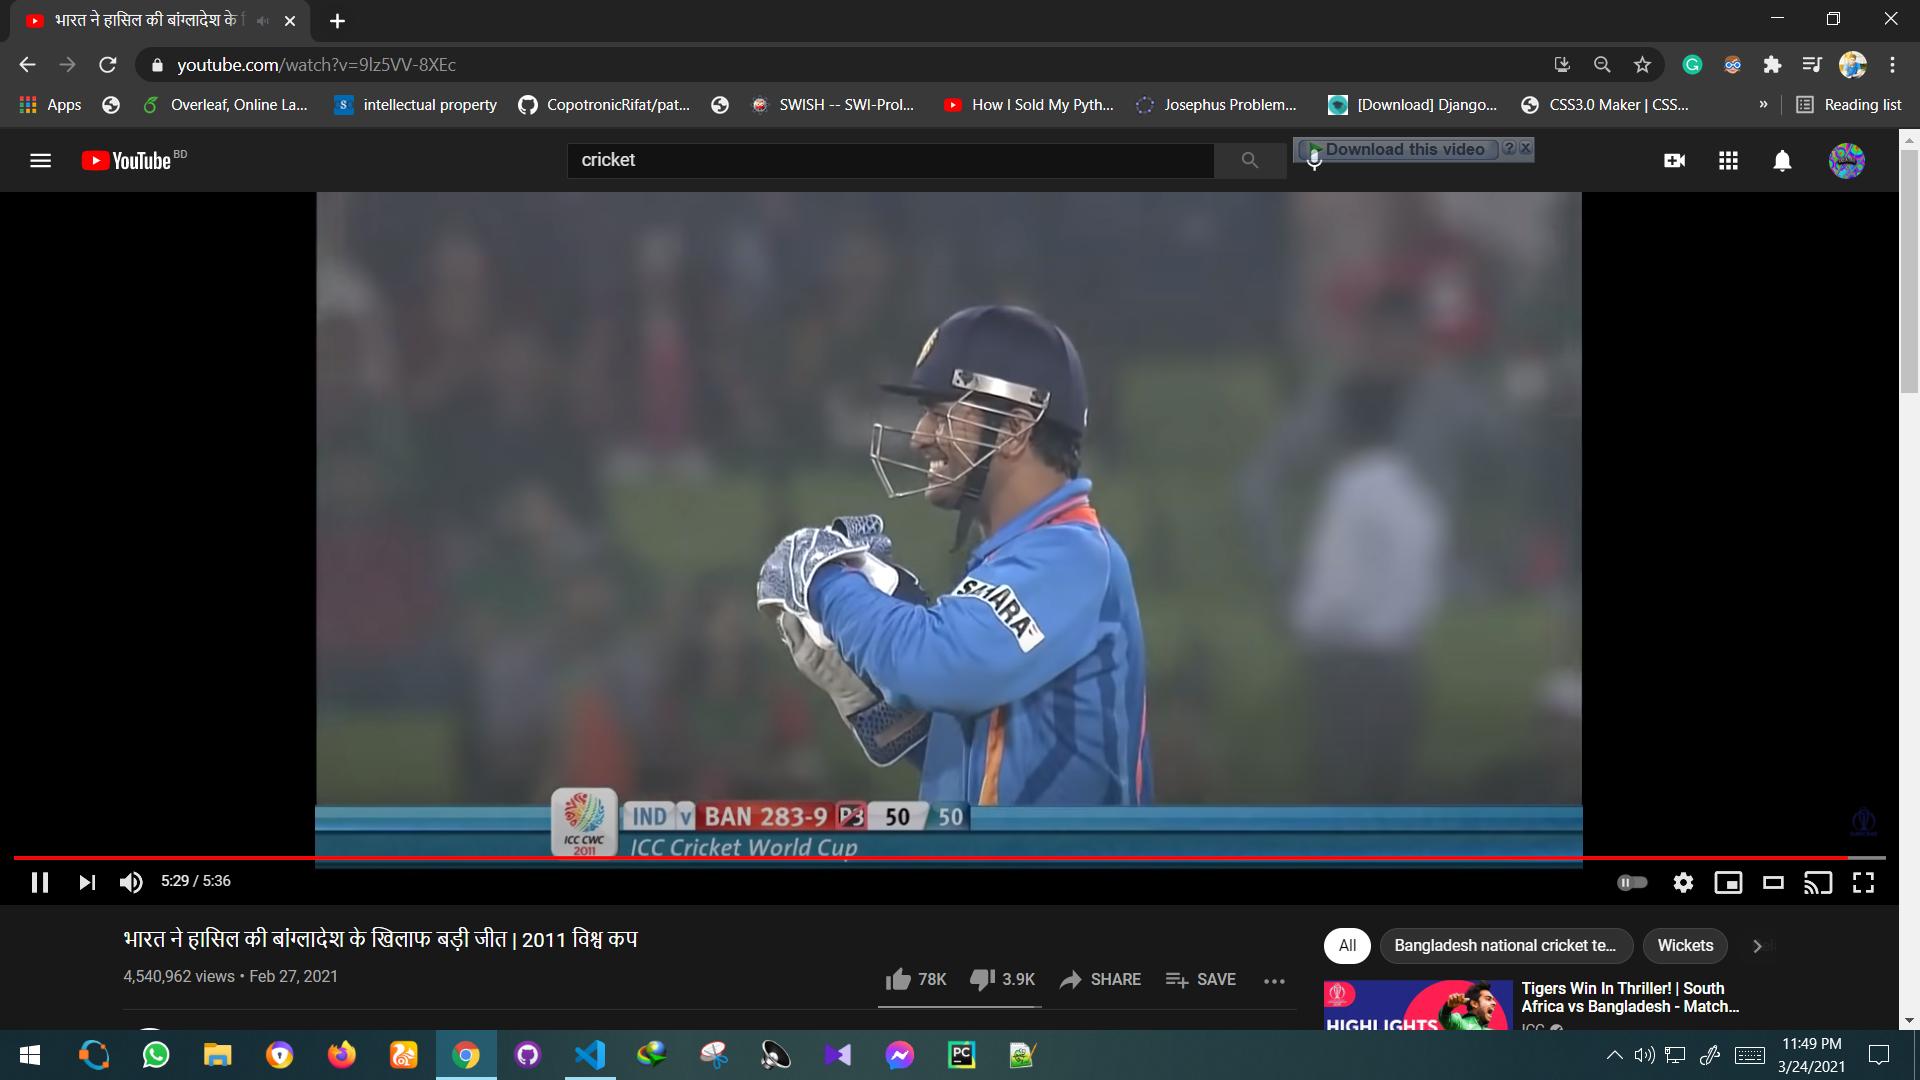 भारत ने हासिल की बांग्लादेश के
youtube.com/watch?v=9lz5VV-8XEc
Apps
Overleaf, Online La...
intellectual property
CopotronicRifat/pat...
SWISH -- SWI-Prol...
How I Sold My Pyth...
Josephus Problem...
[Download] Django...
CSS3.0 Maker | CSS...
»
Reading list
YouTube BD
cricket
Download this video
SAHARA
ICC CWC
2011
IND v BAN 283-9 P3 50 50
ICC Cricket World Cup
5:29 / 5:36
भारत ने हासिल की बांग्लादेश के खिलाफ बड़ी जीत | 2011 विश्व कप
4,540,962 views • Feb 27, 2021
78K
3.9K
SHARE
SAVE
All
Bangladesh national cricket te...
Wickets
HIGHLIGHTS
Tigers Win In Thriller! | South
Africa vs Bangladesh - Match...
ICC
11:49 PM
3/24/2021